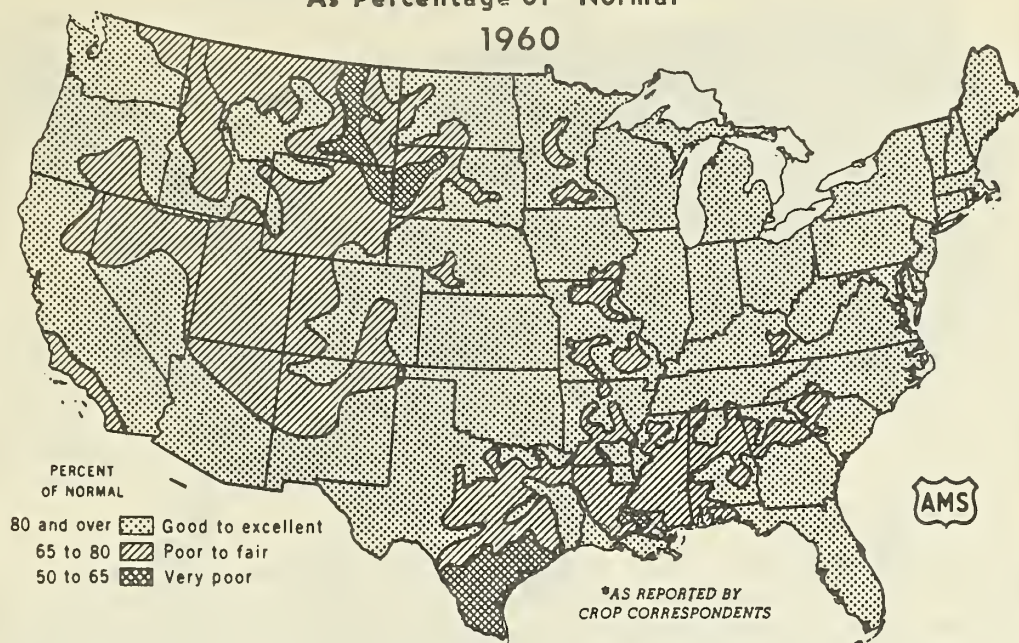 As Percentage of "Normal"
1960
PERCENT
OF NORMAL
80 and over Good to excellent
65 to 80 Poor to fair
50 to 65 Very poor
*AS REPORTED BY
CROP CORRESPONDENTS
AMS